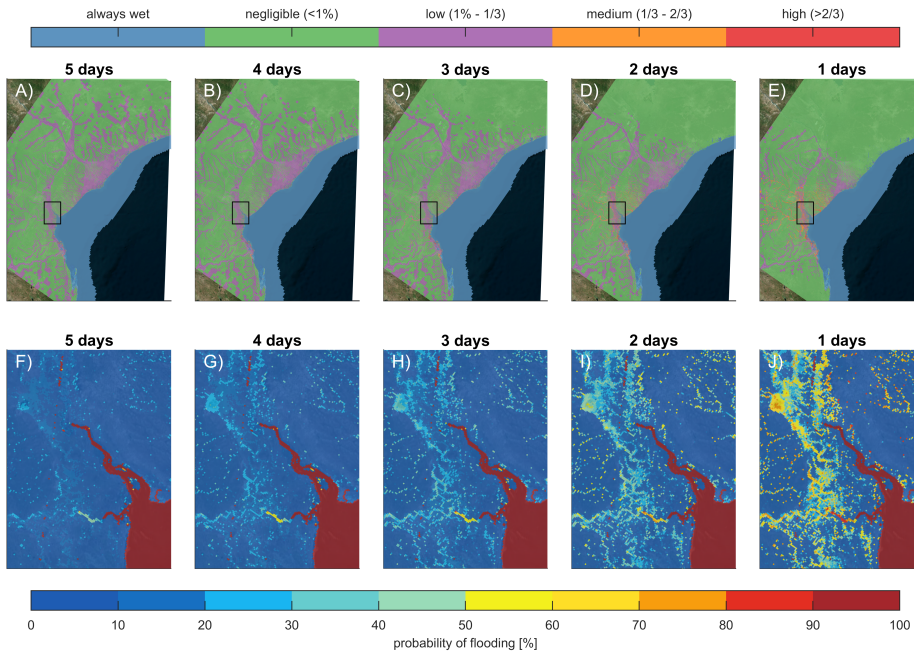 always wet negligible (<1%) low (1% - 1/3) medium (1/3 - 2/3) high (>2/3)
5 days 4 days 3 days 2 days 1 days
A) B) C) D) E)
5 days 4 days 3 days 2 days 1 days
F) G) H) I) J)
0 10 20 30 40 50 60 70 80 90 100
probability of flooding [%]